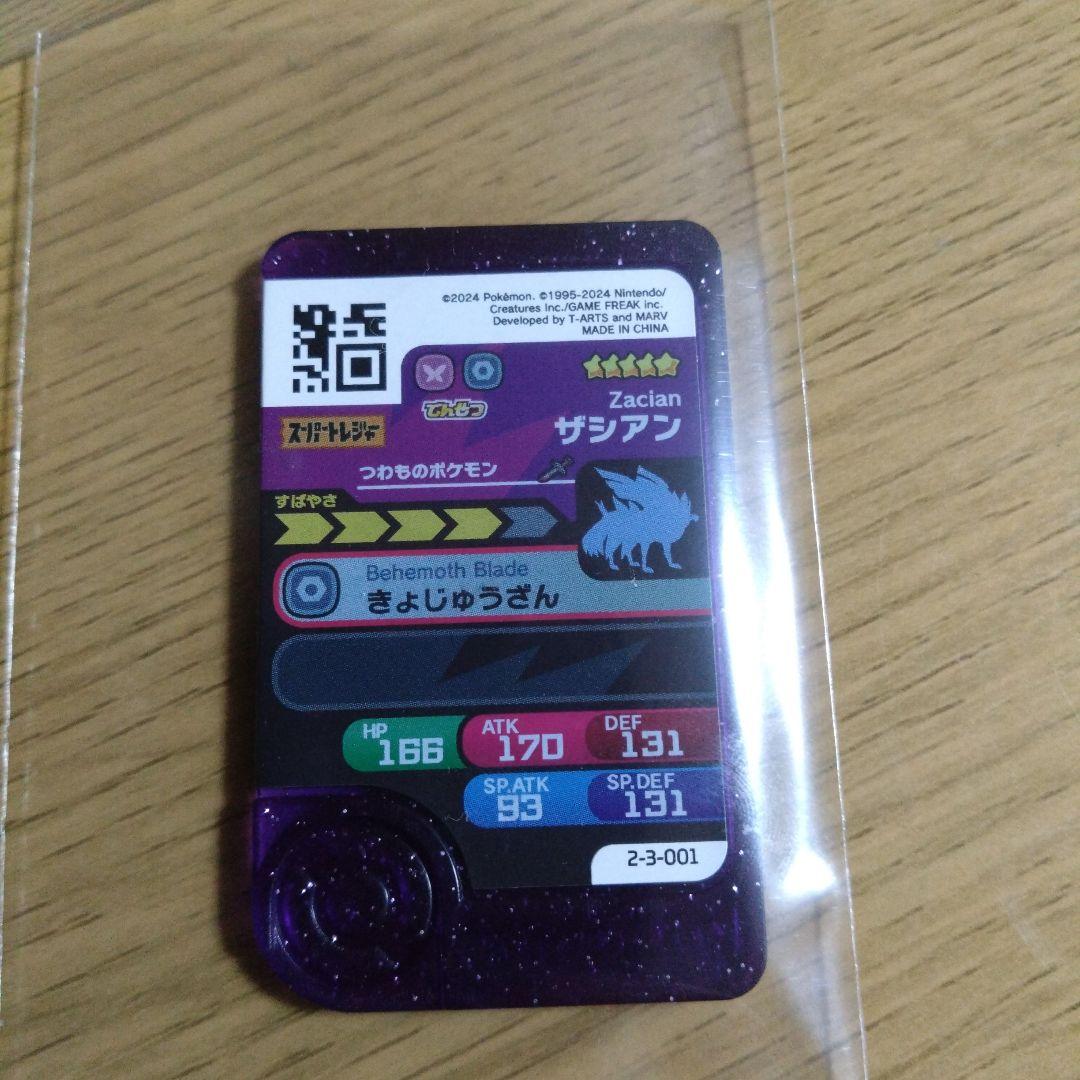 ©2024 Pokémon. ©1995-2024 Nintendo/
Creatures Inc./GAME FREAK inc.
Developed by T-ARTS and MARV
MADE IN CHINA
でんせつ
Zacian
ザシアン
スーパートレジャー
つわものポケモン
すばやさ
Behemoth Blade
きょじゅうざん
HP
166
ATK
170
DEF
131
SP.ATK
93
SP.DEF
131
2-3-001